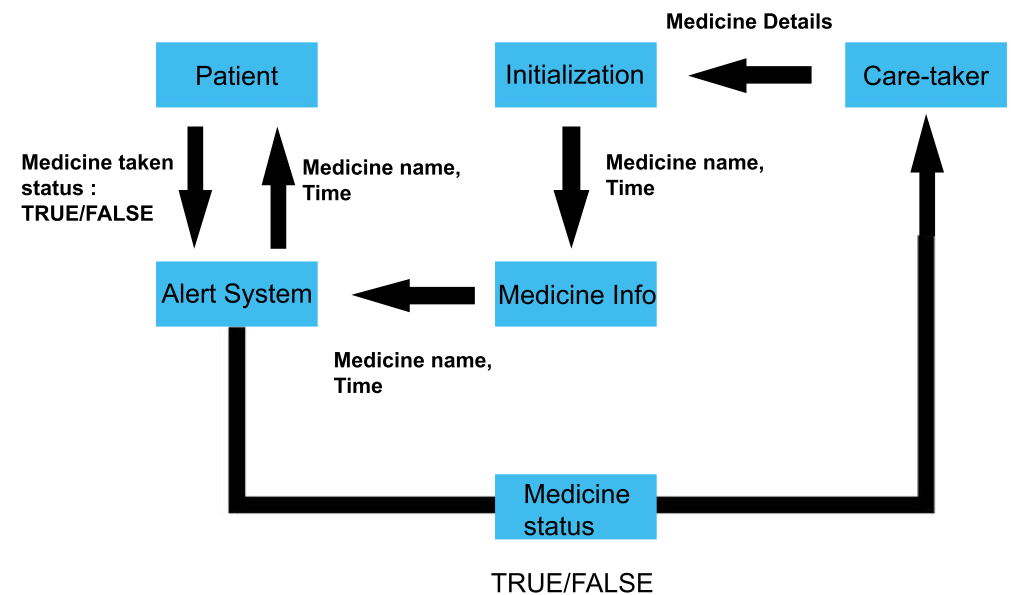 Medicine Details
Patient
Initialization
Care-taker
Medicine taken
status :
TRUE/FALSE
Medicine name,
Time
Medicine name,
Time
Alert System
Medicine Info
Medicine name,
Time
Medicine
status
TRUE/FALSE